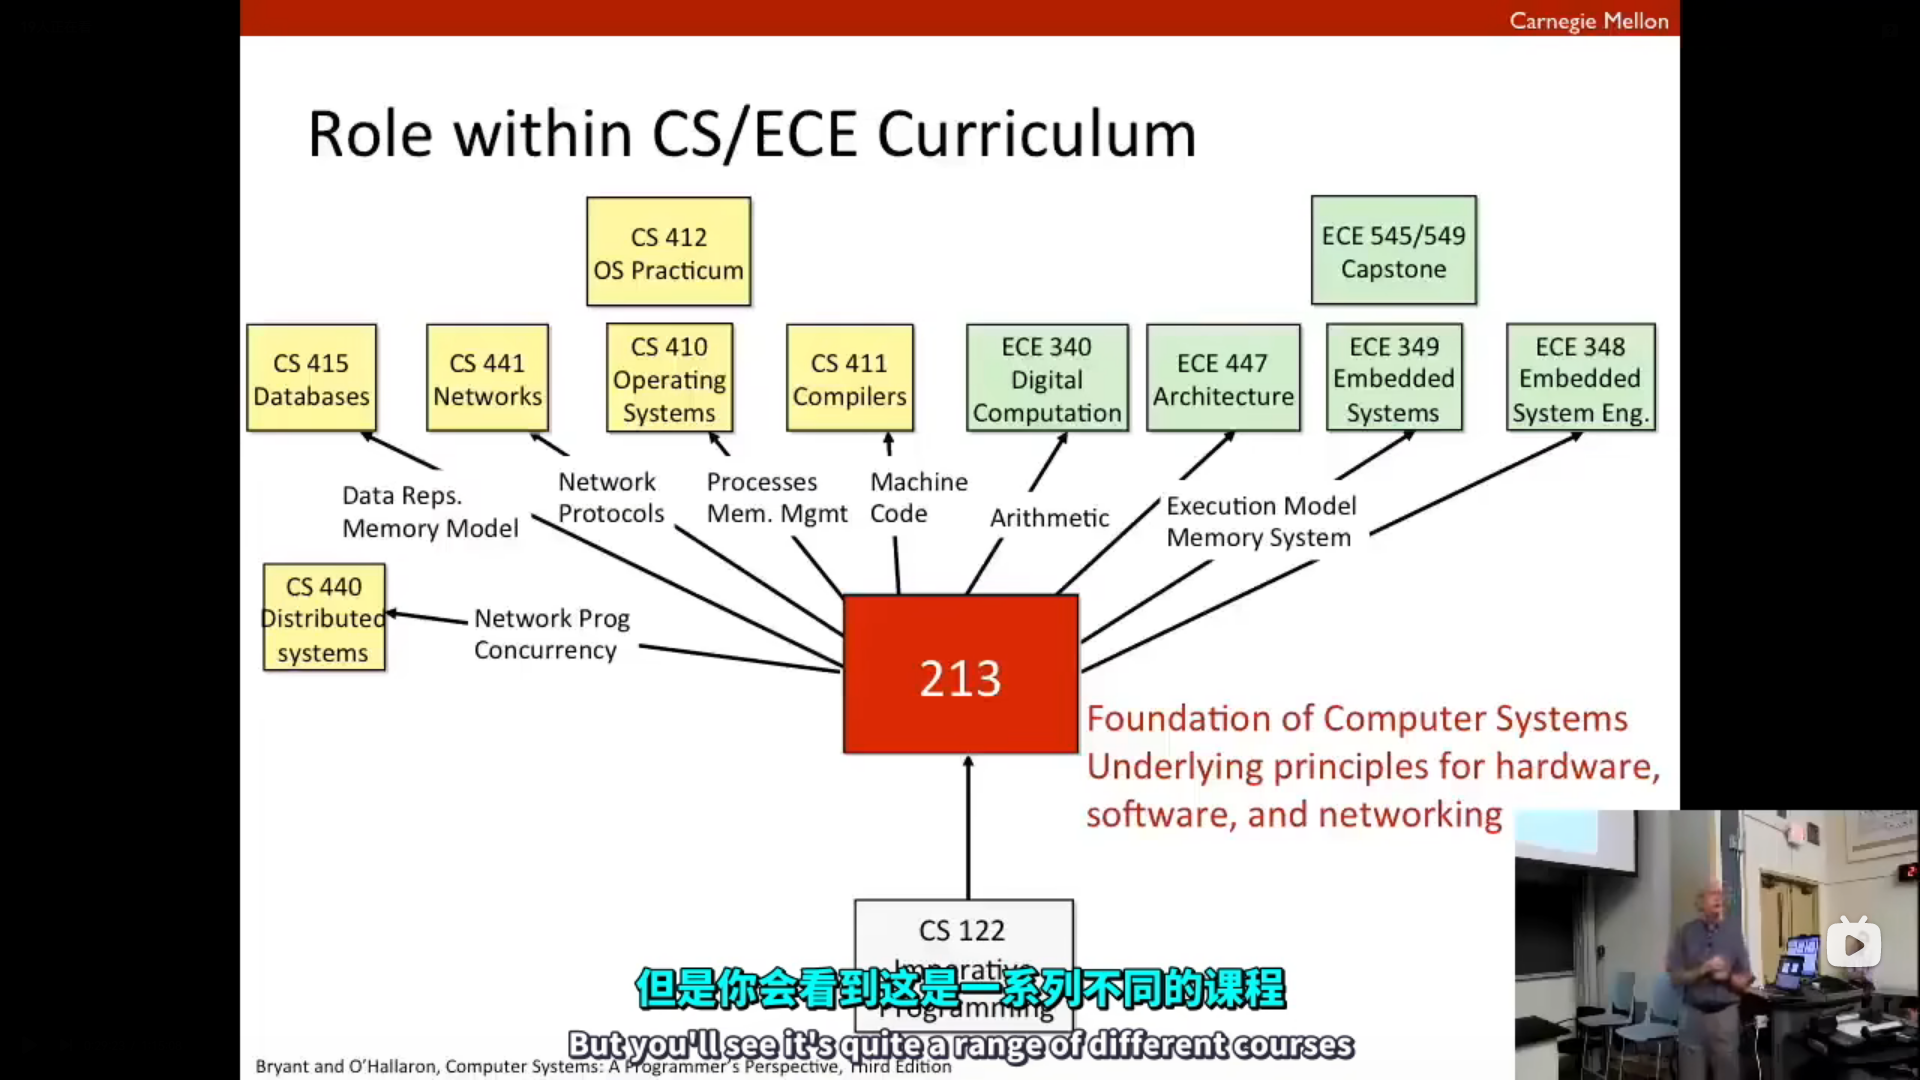 Carnegie Mellon
Role within CS/ECE Curriculum
CS 412
OS Practicum
ECE 545/549
Capstone
CS 415
Databases
CS 441
Networks
CS 410
Operating
Systems
CS 411
Compilers
ECE 340
Digital
Computation
ECE 447
Architecture
ECE 349
Embedded
Systems
ECE 348
Embedded
System Eng.
Data Reps.
Memory Model
Network
Protocols
Processes
Mem. Mgmt
Machine
Code
Arithmetic
Execution Model
Memory System
CS 440
Distributed
systems
Network Prog
Concurrency
213
Foundation of Computer Systems
Underlying principles for hardware,
software, and networking
CS 122
Imperative
Programming
但是你会看到这是一系列不同的课程
But you'll see it's quite a range of different courses
Bryant and O'Hallaron, Computer Systems: A Programmer's Perspective, Third Edition